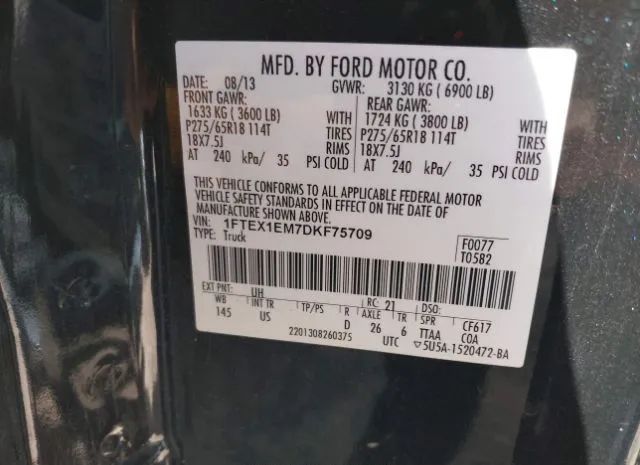 MFD. BY FORD MOTOR CO.
DATE: 08/13 GVWR: 3130 KG ( 6900 LB)
FRONT GAWR: REAR GAWR:
1633 KG ( 3600 LB) WITH 1724 KG ( 3800 LB) WITH
P275/65R18 114T TIRES P275/65R18 114T TIRES
18X7.5J RIMS 18X7.5J RIMS
AT 240 kPa/ 35 PSI COLD AT 240 kPa/ 35 PSI COLD
THIS VEHICLE CONFORMS TO ALL APPLICABLE FEDERAL MOTOR
VEHICLE SAFETY STANDARDS IN EFFECT ON THE DATE OF
MANUFACTURE SHOWN ABOVE.
VIN: 1FTEX1EM7DKF75709
TYPE: Truck
F0077
T0582
EXT PNT: UH RC: 21 DSO:
WB INT TR TP/PS R AXLE TR SPR CF617
145 US D 26 6 TTAA COA
2201308260375 UTC 5U5A-1520472-BA